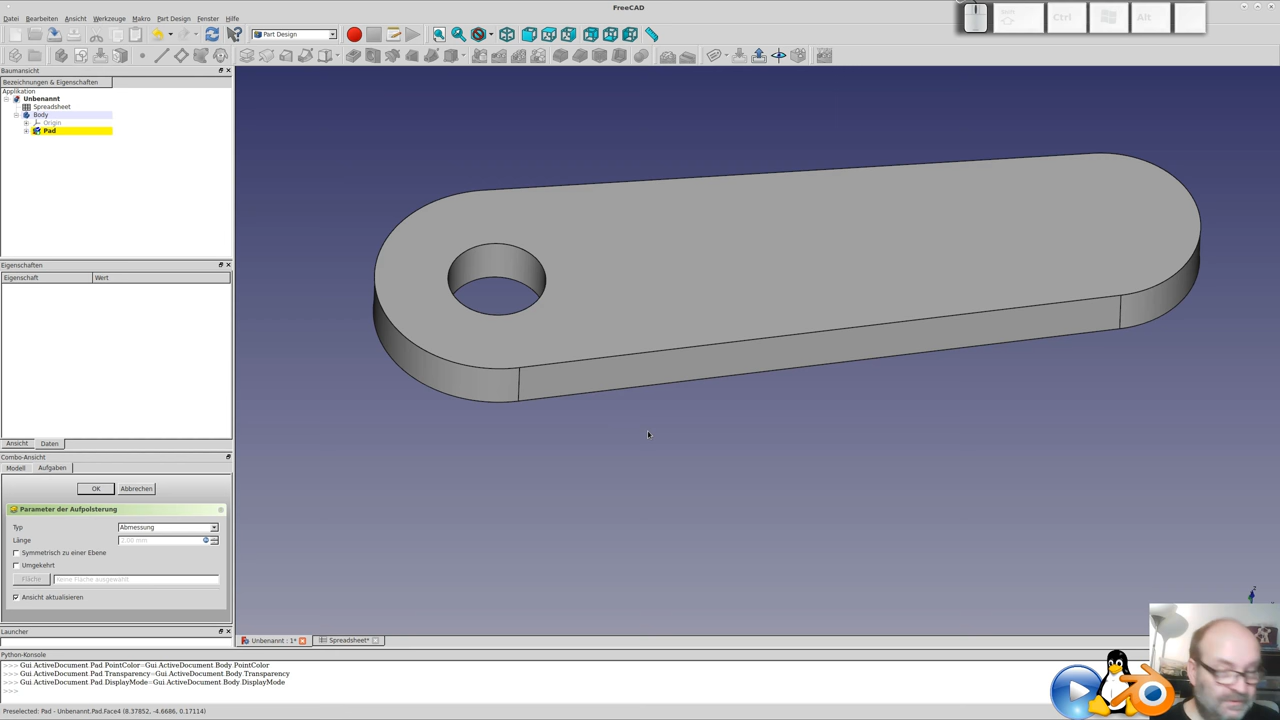 FreeCAD
Datei Bearbeiten Ansicht Werkzeuge Makro Part Design Fenster Hilfe
Part Design
Ctrl
Alt
Baumansicht
Bezeichnungen & Eigenschaften
Applikation
Unbenannt
Spreadsheet
Body
Origin
Pad
Eigenschaften
Eigenschaft Wert
Ansicht Daten
Combo-Ansicht
Modell Aufgaben
OK Abbrechen
Parameter der Aufpolsterung
Typ Abmessung
Länge mm
Symmetrisch zu einer Ebene
Umgekehrt
Fläche Keine Fläche ausgewählt
Ansicht aktualisieren
Launcher
Unbenannt : 1* Spreadsheet*
Python-Konsole
>>> Gui ActiveDocument Pad PointColor=Gui ActiveDocument Body PointColor
>>> Gui ActiveDocument Pad Transparency=Gui ActiveDocument Body Transparency
>>> Gui ActiveDocument Pad DisplayMode=Gui ActiveDocument Body DisplayMode
>>>
Preselected: Pad - Unbenannt.Pad.Face4 (8.37852, -4.6686, 0.17114)